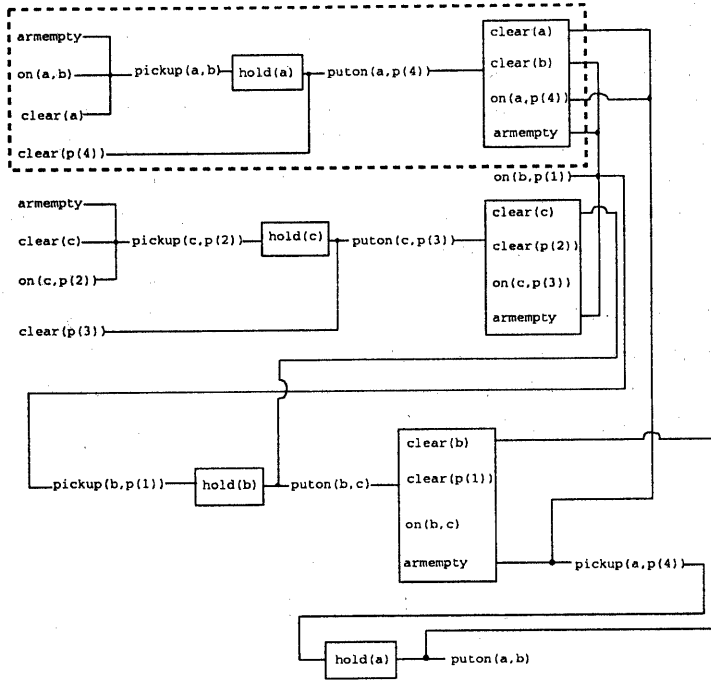 armempty
on(a,b)
clear(a)
clear(p(4))
pickup(a,b)
hold(a)
puton(a,p(4))
clear(a)
clear(b)
on(a,p(4))
armempty
on(b,p(1))
armempty
clear(c)
on(c,p(2))
clear(p(3))
pickup(c,p(2))
hold(c)
puton(c,p(3))
clear(c)
clear(p(2))
on(c,p(3))
armempty
pickup(b,p(1))
hold(b)
puton(b,c)
clear(b)
clear(p(1))
on(b,c)
armempty
pickup(a,p(4))
hold(a)
puton(a,b)